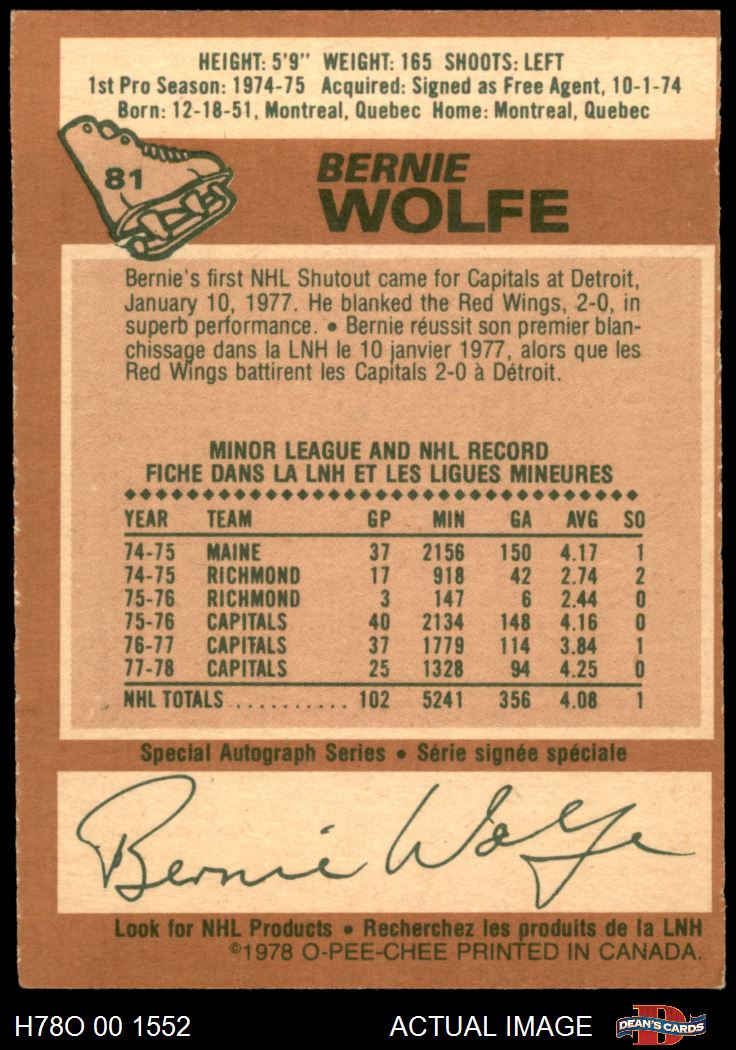 HEIGHT: 5'9" WEIGHT: 165 SHOOTS: LEFT
1st Pro Season: 1974-75 Acquired: Signed as Free Agent, 10-1-74
Born: 12-18-51, Montreal, Quebec Home: Montreal, Quebec
81
BERNIE
WOLFE
Bernie's first NHL Shutout came for Capitals at Detroit,
January 10, 1977. He blanked the Red Wings, 2-0, in
superb performance. • Bernie réussit son premier blan-
chissage dans la LNH le 10 janvier 1977, alors que les
Red Wings battirent les Capitals 2-0 à Détroit.
MINOR LEAGUE AND NHL RECORD
FICHE DANS LA LNH ET LES LIGUES MINEURES
YEAR TEAM GP MIN GA AVG SO
74-75 MAINE 37 2156 150 4.17 1
74-75 RICHMOND 17 918 42 2.74 2
75-76 RICHMOND 3 147 6 2.44 0
75-76 CAPITALS 40 2134 148 4.16 0
76-77 CAPITALS 37 1779 114 3.84 1
77-78 CAPITALS 25 1328 94 4.25 0
NHL TOTALS........... 102 5241 356 4.08 1
Special Autograph Series • Série signée spéciale
Bernie Wolfe
Look for NHL Products • Recherchez les produits de la LNH
©1978 O-PEE-CHEE PRINTED IN CANADA.
H78O 00 1552 ACTUAL IMAGE D DEAN'S CARDS